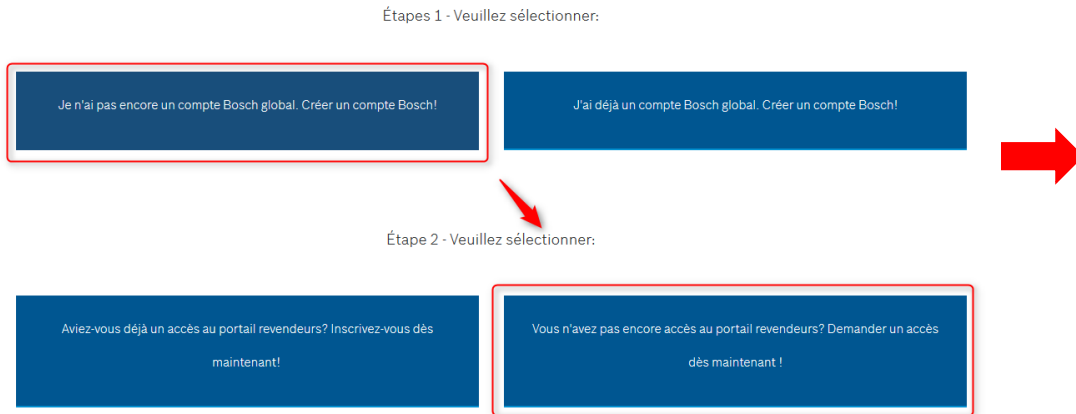 Étapes 1 - Veuillez sélectionner:
Je n'ai pas encore un compte Bosch global. Créer un compte Bosch!
J'ai déjà un compte Bosch global. Créer un compte Bosch!
Étape 2 - Veuillez sélectionner:
Aviez-vous déjà un accès au portail revendeurs? Inscrivez-vous dès
maintenant!
Vous n'avez pas encore accès au portail revendeurs? Demander un accès
dès maintenant !